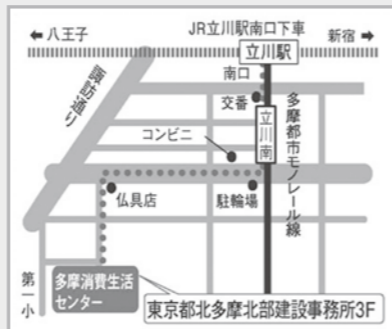 JR立川駅南口下車
← 八王子
新宿 →
立川駅
南口
諏訪通り
交番
コンビニ
立川南
多摩都市モノレール線
仏具店
駐輪場
第一小
多摩消費生活
センター
東京都北多摩北部建設事務所3F